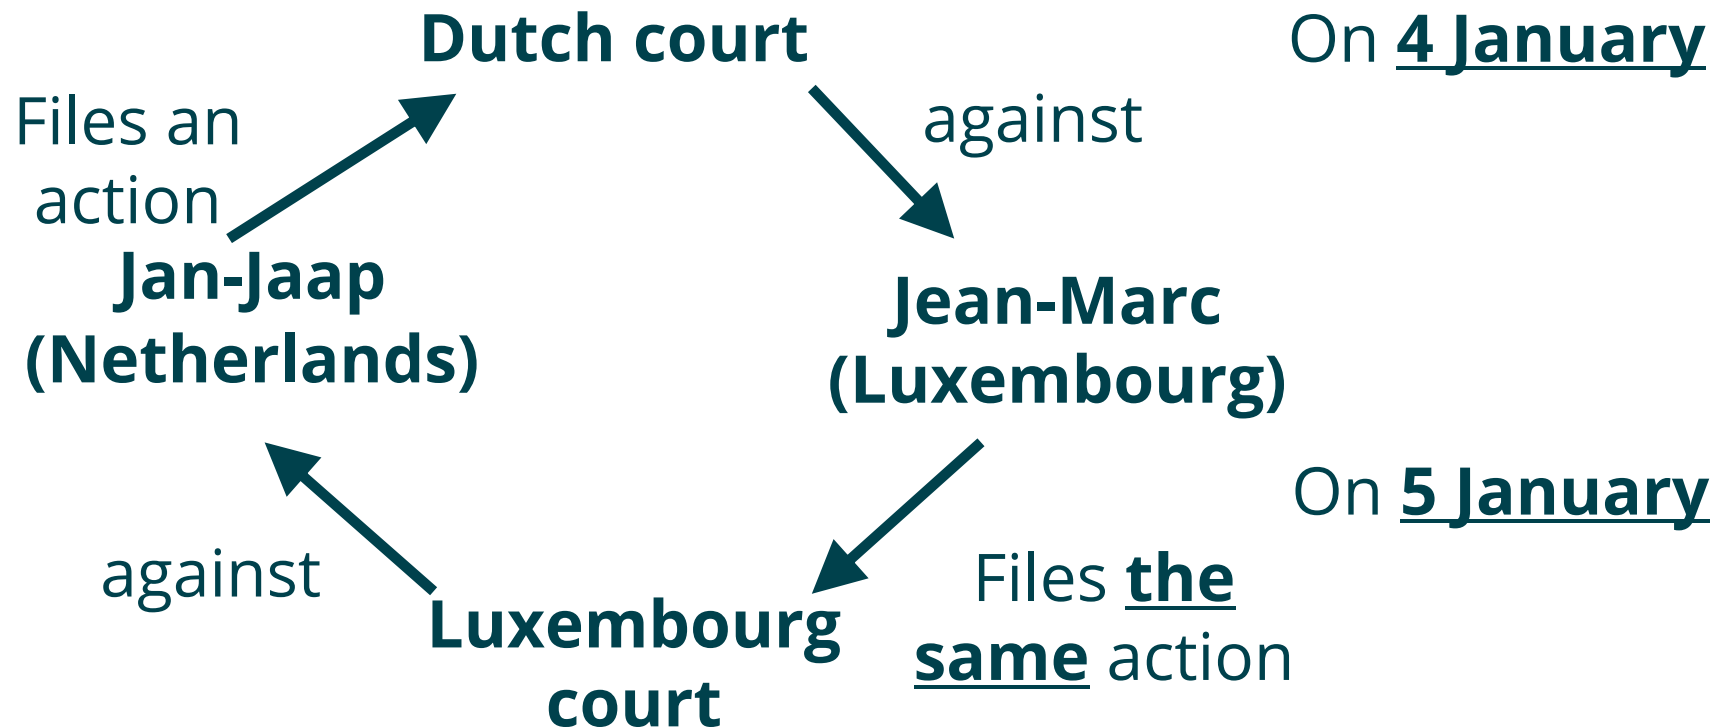 Dutch court
On 4 January
Files an
action
against
Jan-Jaap
(Netherlands)
Jean-Marc
(Luxembourg)
On 5 January
Files the
same action
against
Luxembourg
court